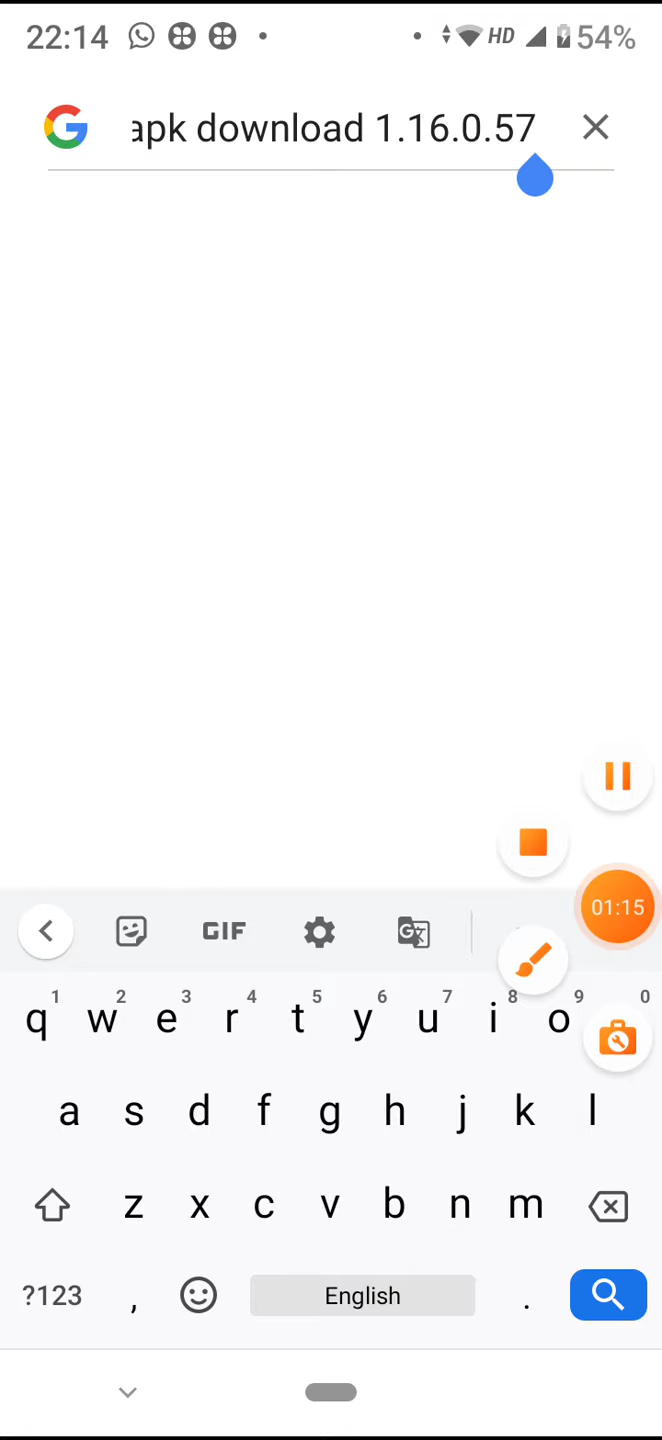 22:14 HD 54%
apk download 1.16.0.57
01:15
GIF
1 2 3 4 5 6 7 8 9 0
q w e r t y u i o
a s d f g h j k l
z x c v b n m
?123 , English .